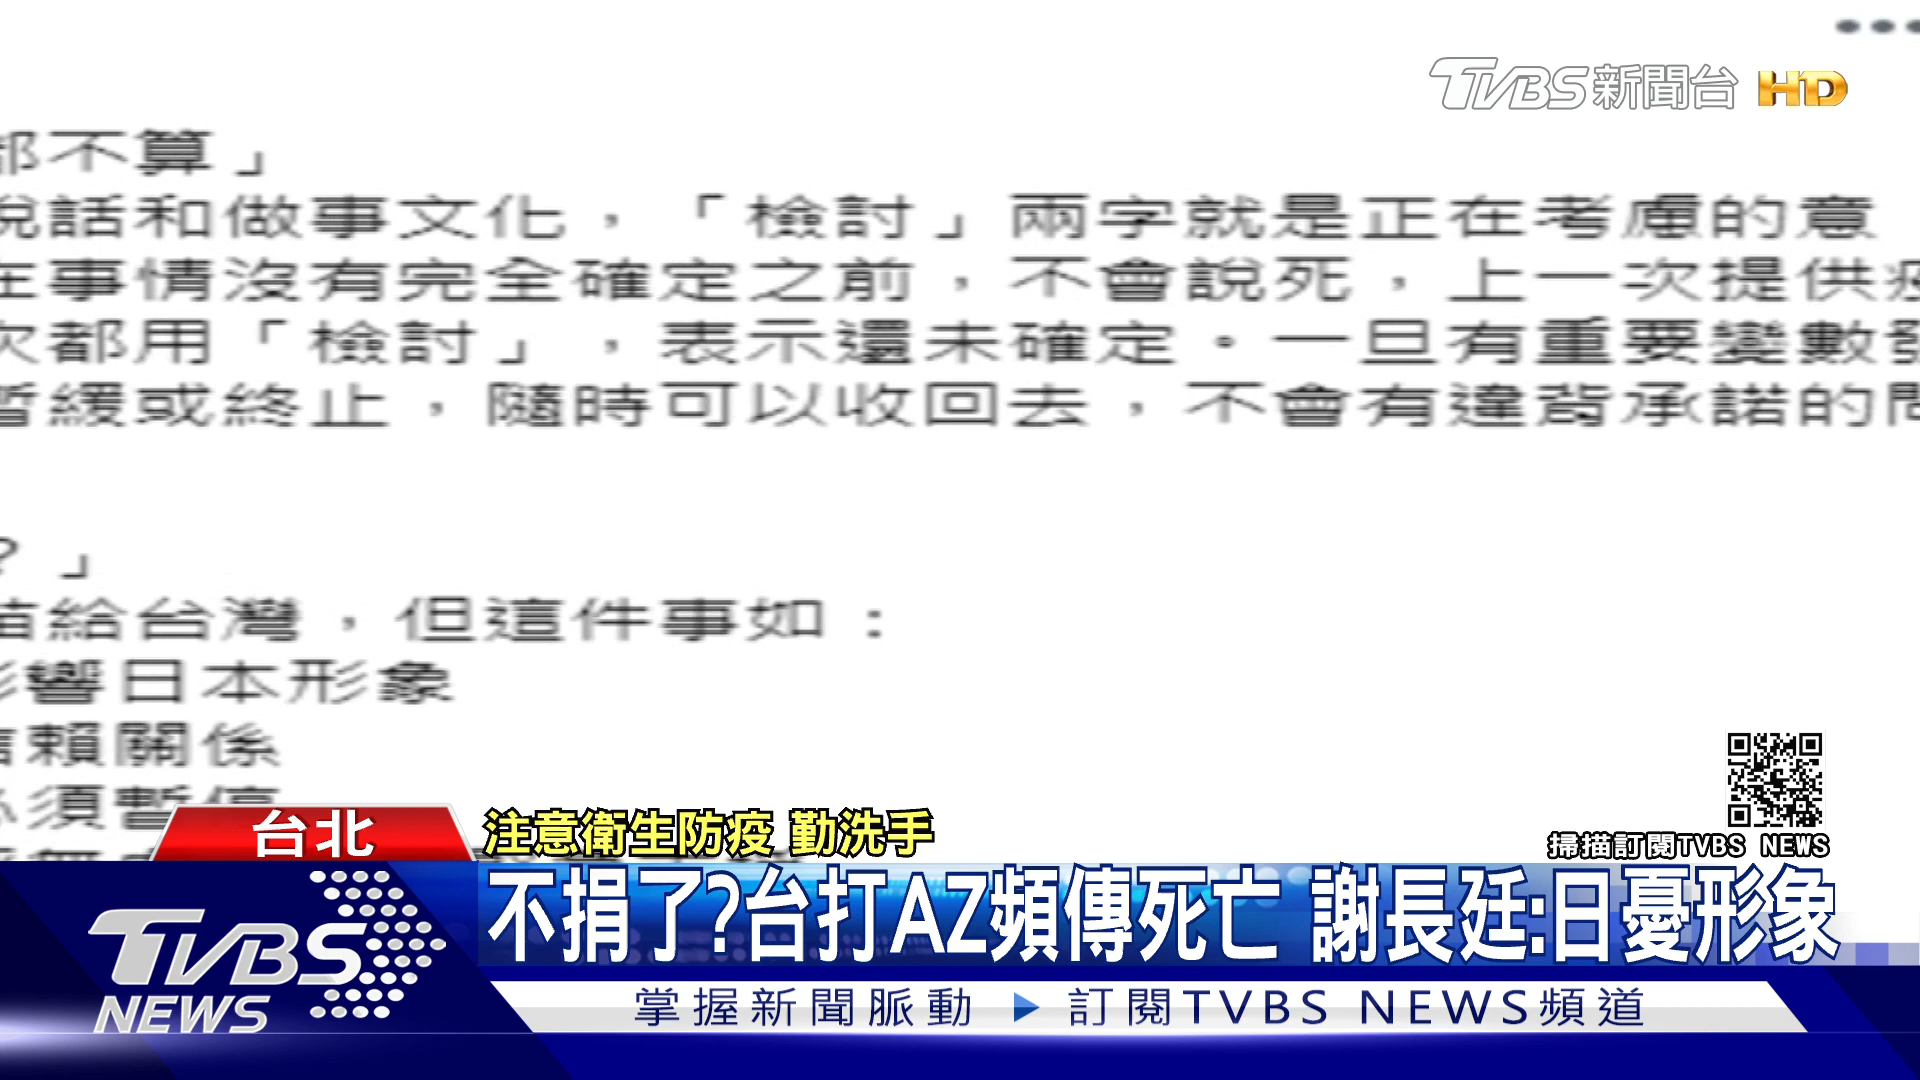 TVBS新聞台 HD
都不算」
說話和做事文化，「檢討」兩字就是正在考慮的意
在事情沒有完全確定之前，不會說死，上一次提供疫
次都用「檢討」，表示還未確定。一旦有重要變數發
暫緩或終止，隨時可以收回去，不會有違背承諾的問
？」
苗給台灣，但這件事如：
影響日本形象
信賴關係
必須暫停
台北
注意衛生防疫 勤洗手
掃描訂閱TVBS NEWS
不捐了?台打AZ頻傳死亡 謝長廷:日憂形象
TVBS NEWS
掌握新聞脈動 ▶ 訂閱TVBS NEWS頻道